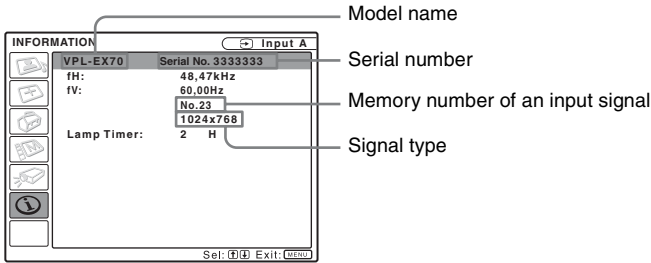 Model name
INFORMATION Input A
VPL-EX70 Serial No. 3333333
Serial number
fH: 48,47kHz
fV: 60,00Hz
No.23
Memory number of an input signal
1024x768
Lamp Timer: 2 H
Signal type
Sel: Exit: MENU